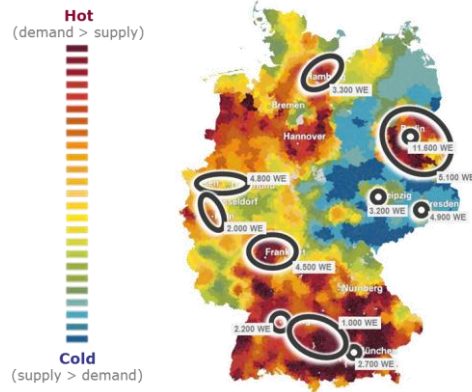 Hot
(demand > supply)
Cold
(supply > demand)
3.300 WE
Bremen
Hannover
Berlin
11.600 WE
5.100 WE
4.800 WE
2.000 WE
3.200 WE
4.900 WE
4.500 WE
Nürnberg
2.200 WE
1.000 WE
2.700 WE